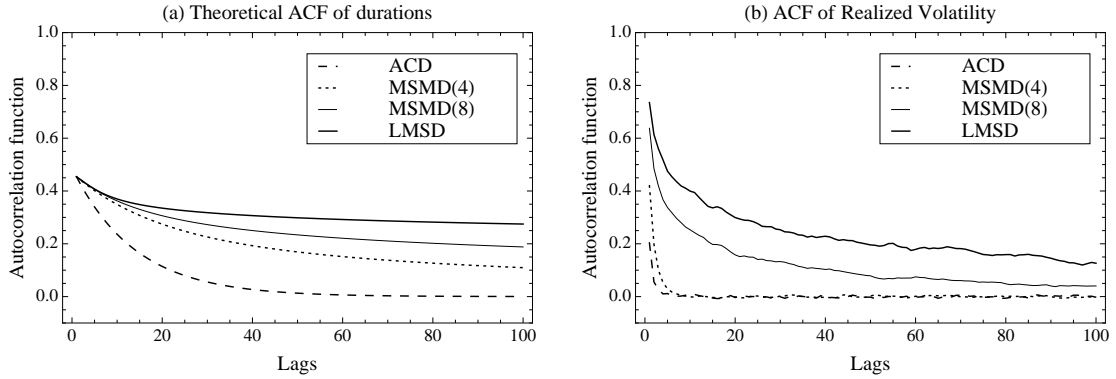 (a) Theoretical ACF of durations
1.0
0.8
0.6
0.4
0.2
0.0
Autocorrelation function
ACD
MSMD(4)
MSMD(8)
LMSD
0 20 40 60 80 100
Lags
(b) ACF of Realized Volatility
1.0
0.8
0.6
0.4
0.2
0.0
Autocorrelation function
ACD
MSMD(4)
MSMD(8)
LMSD
0 20 40 60 80 100
Lags